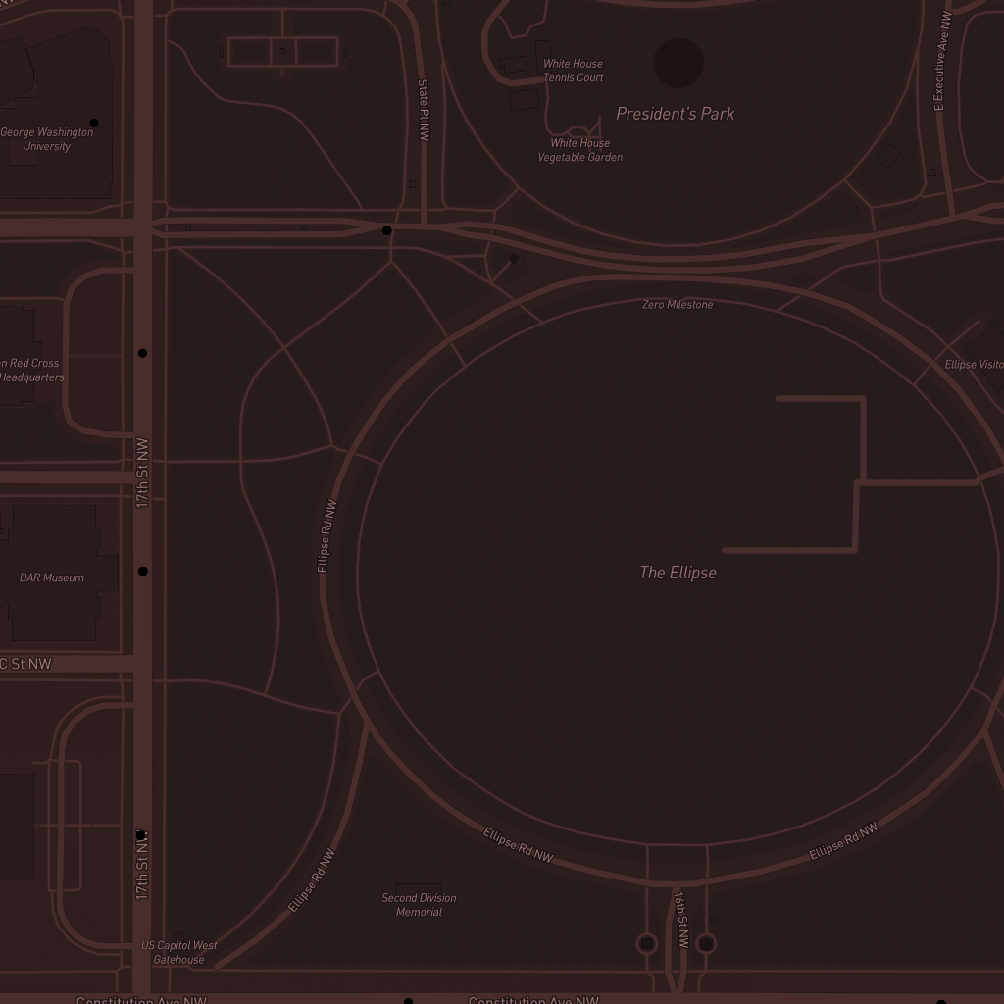 NW
E Executive Ave NW
State Pl NW
White House
Tennis Court
President's Park
George Washington
University
White House
Vegetable Garden
Zero Milestone
n Red Cross
Headquarters
Ellipse Visito
17th St NW
Ellipse Rd NW
The Ellipse
DAR Museum
C St NW
Ellipse Rd NW
Ellipse Rd NW
17th St NW
Ellipse Rd NW
Second Division
Memorial
16th St NW
US Capitol West
Gatehouse
Constitution Ave NW
Constitution Ave NW